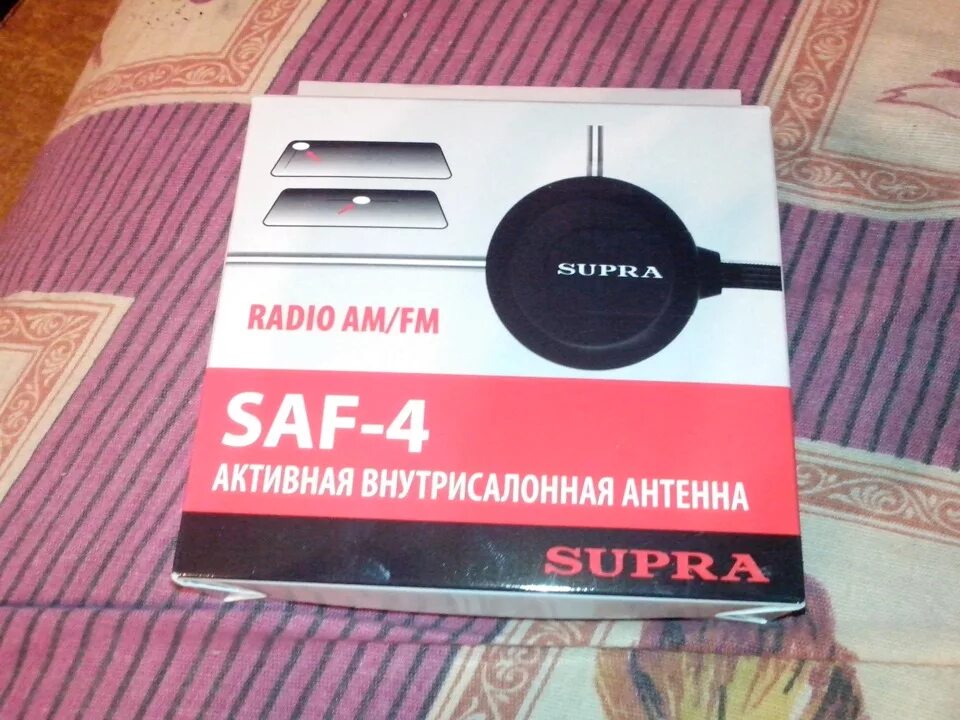 SUPRA
RADIO AM/FM
SAF-4
АКТИВНАЯ ВНУТРИСАЛОННАЯ АНТЕННА
SUPRA